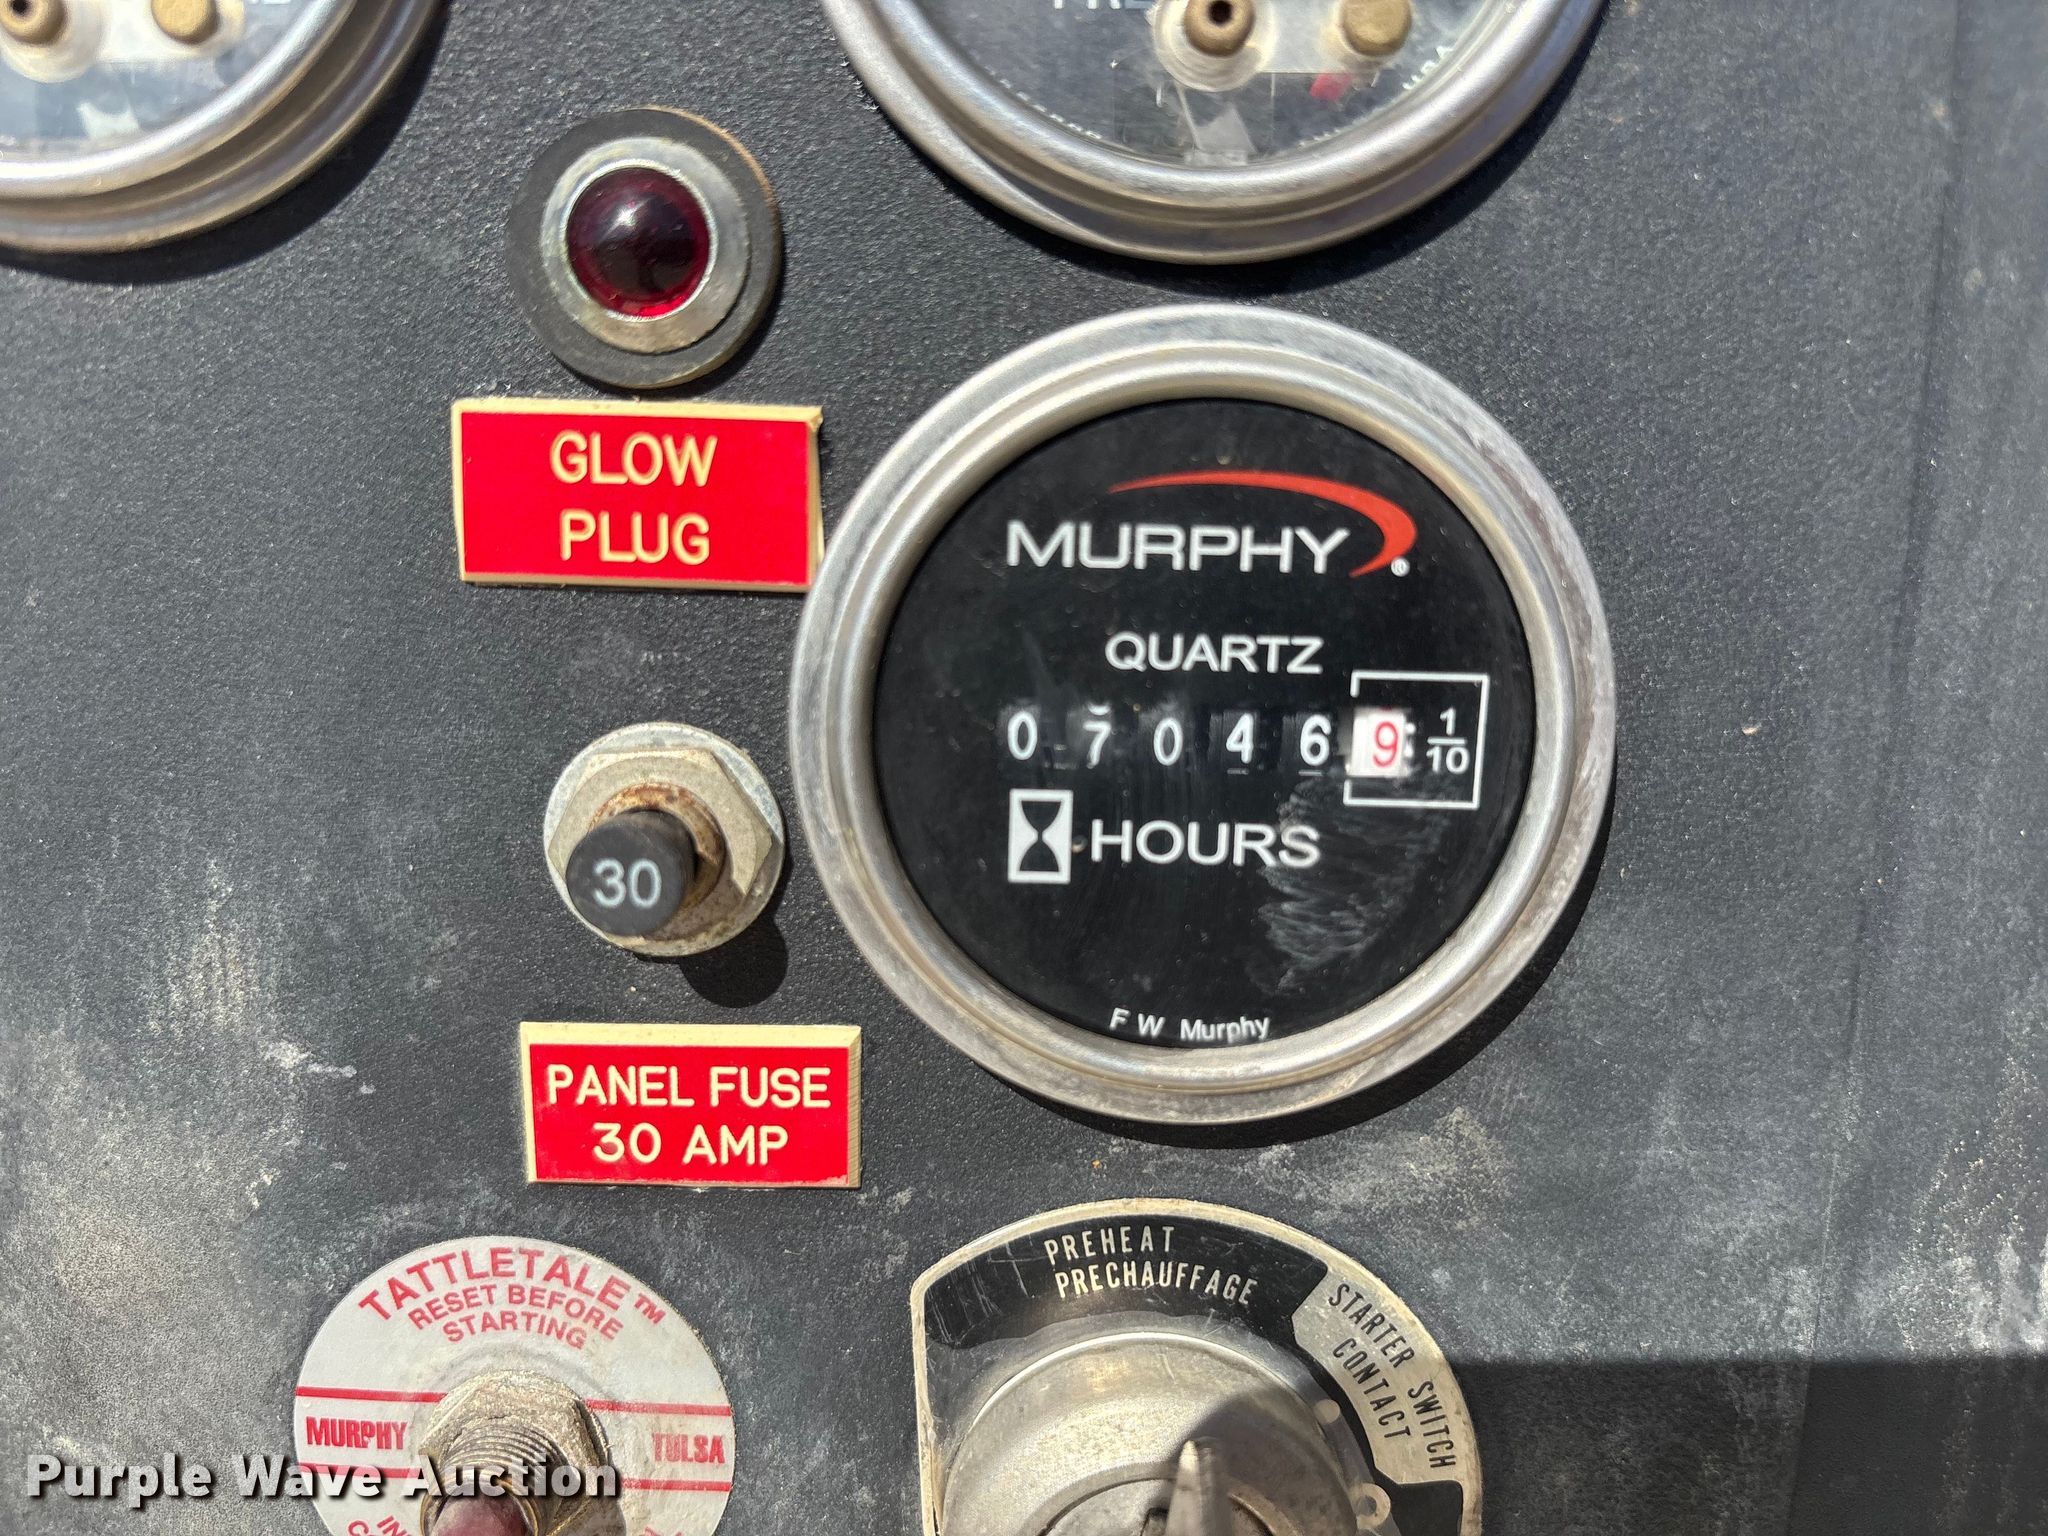 GLOW
PLUG
MURPHY®
QUARTZ
0 7 0 4 6 9 1/10
HOURS
30
F W Murphy
PANEL FUSE
30 AMP
PREHEAT
PRECHAUFFAGE
STARTER SWITCH
CONTACT
TATTLETALE™
RESET BEFORE
STARTING
MURPHY TULSA
Purple Wave Auction